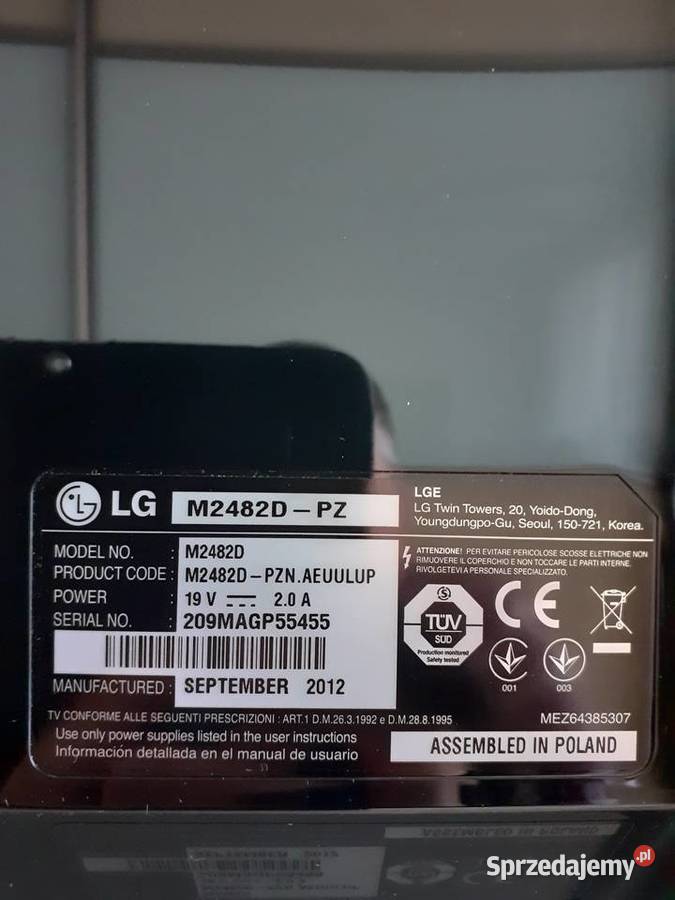 LG M2482D-PZ
LGE
LG Twin Towers, 20, Yoido-Dong,
Youngdungpo-Gu, Seoul, 150-721, Korea.
MODEL NO. : M2482D
PRODUCT CODE : M2482D-PZN.AEUULUP
POWER : 19 V 2.0 A
SERIAL NO. : 209MAGP55455
MANUFACTURED : SEPTEMBER 2012
ATTENZIONE! PER EVITARE PERICOLOSE SCOSSE ELETTRICHE NON
RIMUOVERE IL COPERCHIO E NON TOCCARE LE PARTI INTERNE.
RIVOLGETEVI A PERSONALE SPECIALIZZATO.
S
TÜV
SÜD
Production monitored
Safety tested
CE
001
003
TV CONFORME ALLE SEGUENTI PRESCRIZIONI : ART.1 D.M.26.3.1992 e D.M.28.8.1995
MEZ64385307
Use only power supplies listed in the user instructions
Información detallada en el manual de usuario
ASSEMBLED IN POLAND
ASSEMBLED IN POLAND
SEPTEMBER 2012
Sprzedajemy.pl